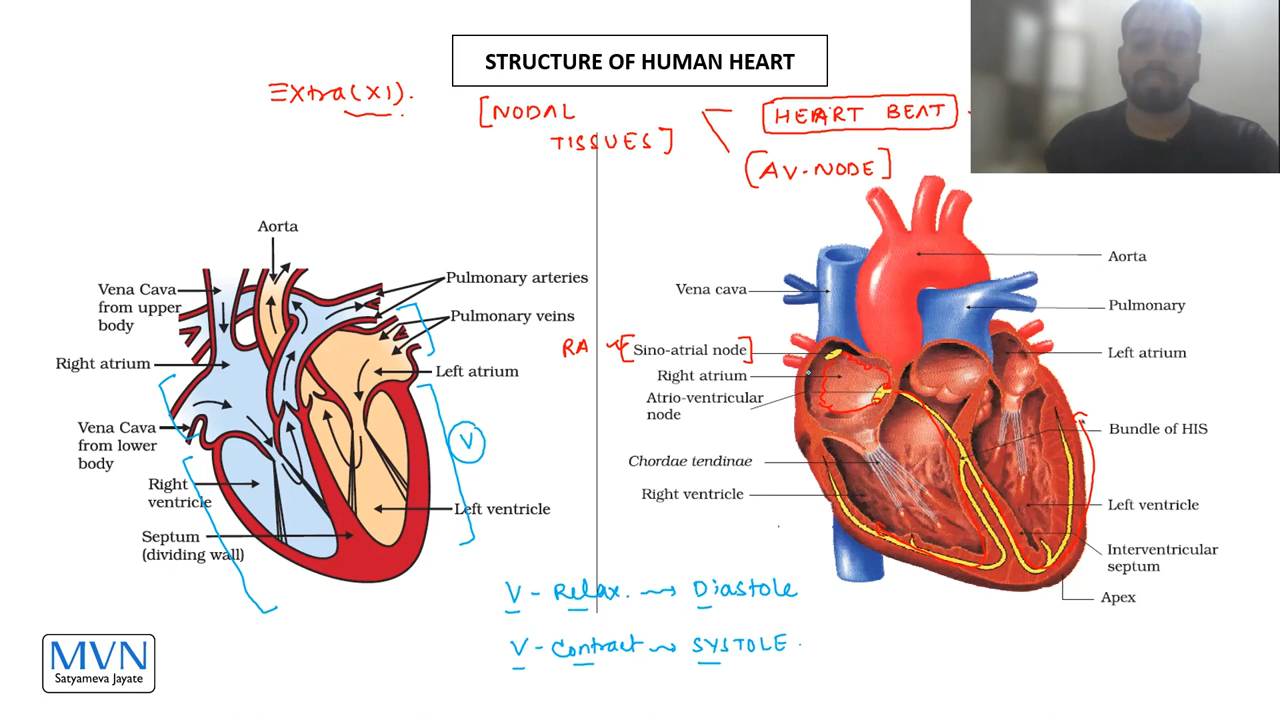 STRUCTURE OF HUMAN HEART
Extra(XI).
[NODAL
TISSUES]
HEART BEAT
[AV-NODE]
Aorta
Pulmonary arteries
Vena Cava
from upper
body
Pulmonary veins
Right atrium
Left atrium
Vena Cava
from lower
body
V
Right
ventricle
Left ventricle
Septum
(dividing wall)
Aorta
Vena cava
Pulmonary
RA
[Sino-atrial node]
Left atrium
Right atrium
Atrio-ventricular
node
Bundle of HIS
Chordae tendinae
Right ventricle
Left ventricle
Interventricular
septum
Apex
V - Relax. → Diastole
V - Contract → SYSTOLE.
MVN
Satyameva Jayate